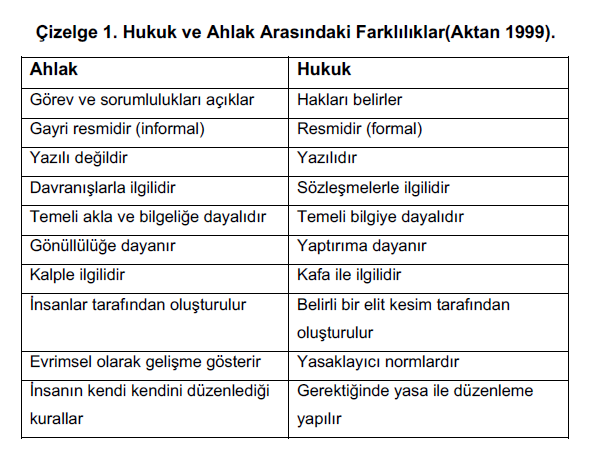 Çizelge 1. Hukuk ve Ahlak Arasındaki Farklılıklar(Aktan 1999).
Ahlak Hukuk
Görev ve sorumlulukları açıklar Hakları belirler
Gayri resmidir (informal) Resmidir (formal)
Yazılı değildir Yazılıdır
Davranışlarla ilgilidir Sözleşmelerle ilgilidir
Temeli akla ve bilgeliğe dayalıdır Temeli bilgiye dayalıdır
Gönüllülüğe dayanır Yaptırıma dayanır
Kalple ilgilidir Kafa ile ilgilidir
İnsanlar tarafından oluşturulur Belirli bir elit kesim tarafından
oluşturulur
Evrimsel olarak gelişme gösterir Yasaklayıcı normlardır
İnsanın kendi kendini düzenlediği Gerektiğinde yasa ile düzenleme
kurallar yapılır